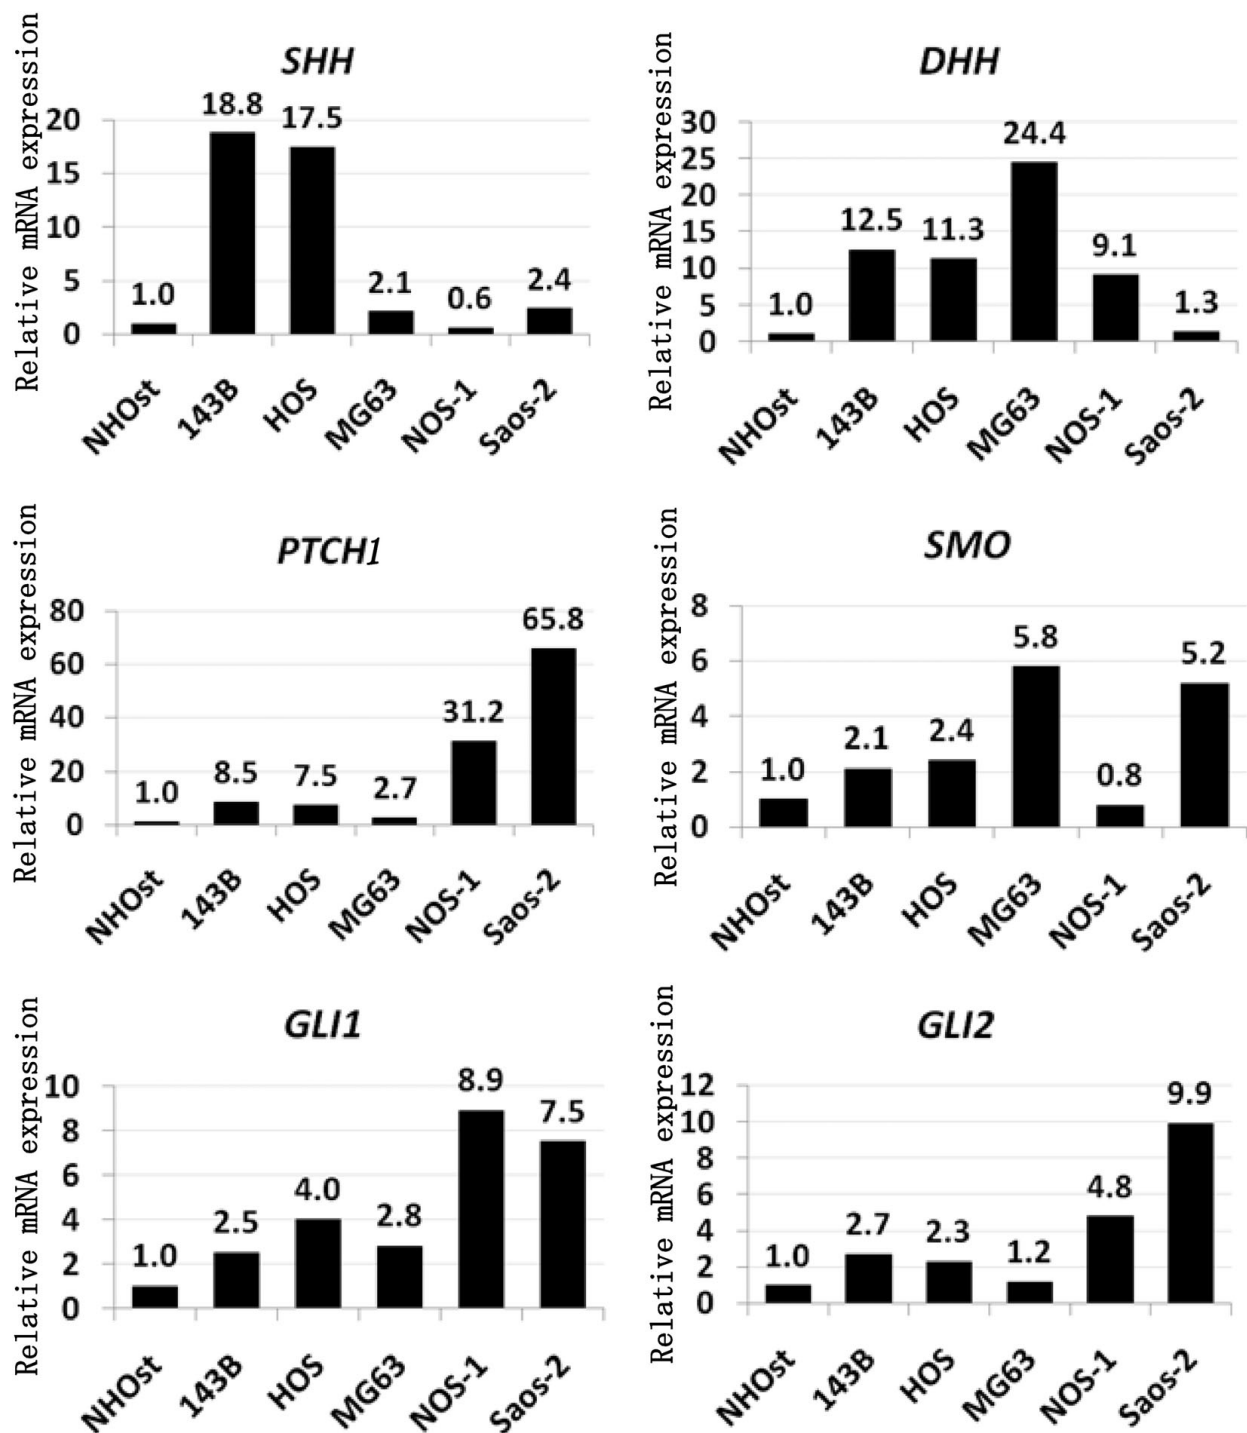 SHH
Relative mRNA expression
20
15
10
5
0
1.0
18.8
17.5
2.1
0.6
2.4
NHOst
143B
HOS
MG63
NOS-1
Saos-2
DHH
Relative mRNA expression
30
25
20
15
10
5
0
1.0
12.5
11.3
24.4
9.1
1.3
NHOst
143B
HOS
MG63
NOS-1
Saos-2
PTCH1
Relative mRNA expression
80
60
40
20
0
1.0
8.5
7.5
2.7
31.2
65.8
NHOst
143B
HOS
MG63
NOS-1
Saos-2
SMO
Relative mRNA expression
8
6
4
2
0
1.0
2.1
2.4
5.8
0.8
5.2
NHOst
143B
HOS
MG63
NOS-1
Saos-2
GLI1
Relative mRNA expression
10
8
6
4
2
0
1.0
2.5
4.0
2.8
8.9
7.5
NHOst
143B
HOS
MG63
NOS-1
Saos-2
GLI2
Relative mRNA expression
12
10
8
6
4
2
0
1.0
2.7
2.3
1.2
4.8
9.9
NHOst
143B
HOS
MG63
NOS-1
Saos-2